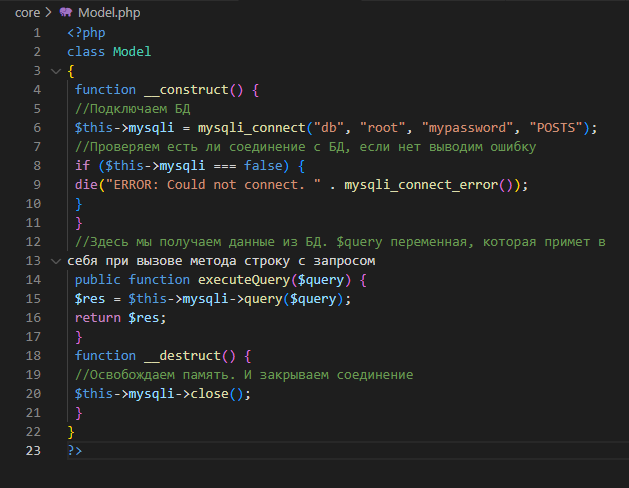 core > Model.php
1 <?php
2 class Model
3 {
4 function __construct() {
5 //Подключаем БД
6 $this->mysqli = mysqli_connect("db", "root", "mypassword", "POSTS");
7 //Проверяем есть ли соединение с БД, если нет выводим ошибку
8 if ($this->mysqli === false) {
9 die("ERROR: Could not connect. " . mysqli_connect_error());
10 }
11 }
12 //Здесь мы получаем данные из БД. $query переменная, которая примет в
13 себя при вызове метода строку с запросом
14 public function executeQuery($query) {
15 $res = $this->mysqli->query($query);
16 return $res;
17 }
18 function __destruct() {
19 //Освобождаем память. И закрываем соединение
20 $this->mysqli->close();
21 }
22 }
23 ?>